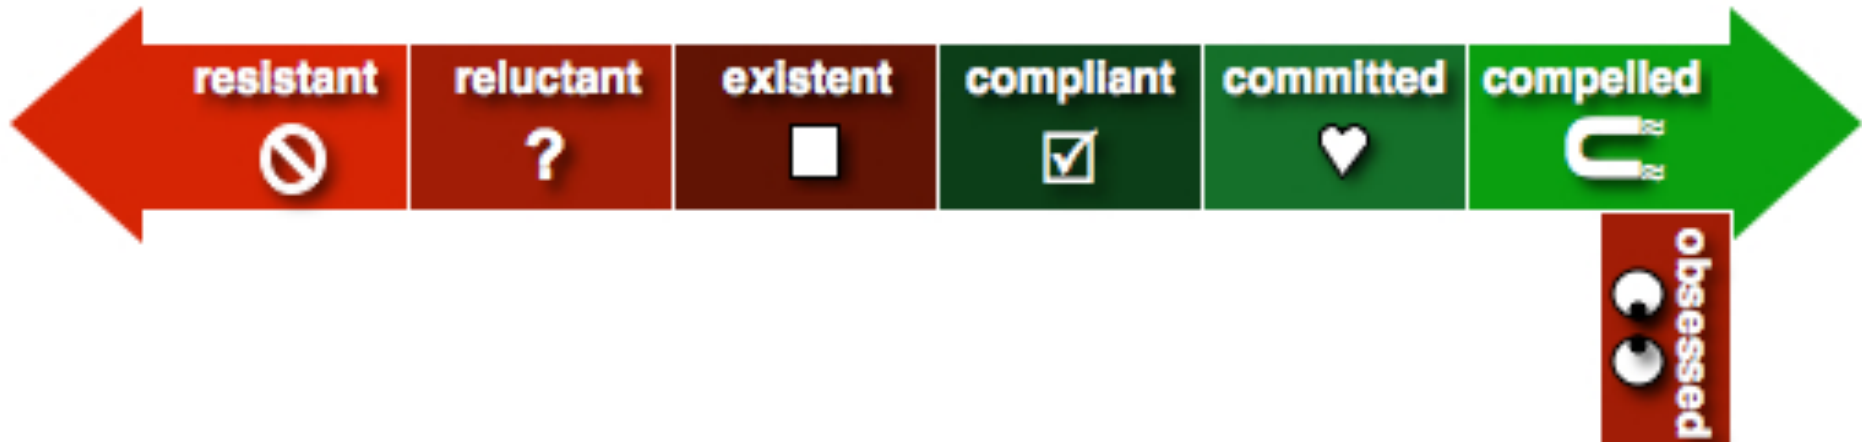 resistant reluctant existent compliant committed compelled
?
obsessed